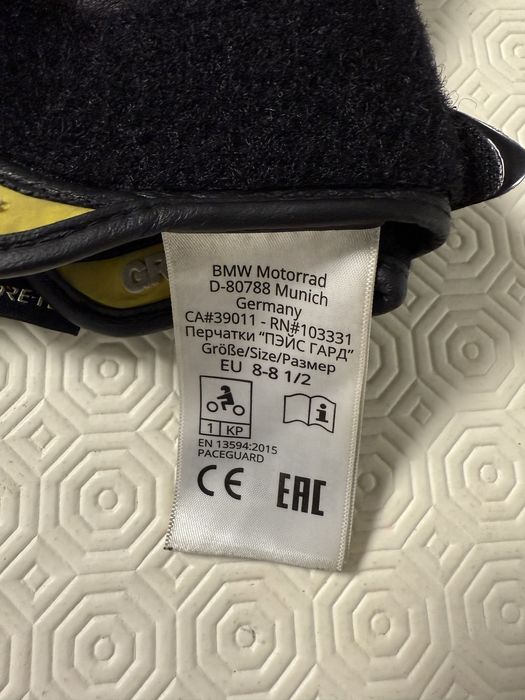 BMW Motorrad
D-80788 Munich
Germany
CA#39011 - RN#103331
Перчатки "ПЭЙС ГАРД"
Größe/Size/Размер
EU 8-8 1/2
1 KP
EN 13594:2015
PACEGUARD
CE EAC
GR